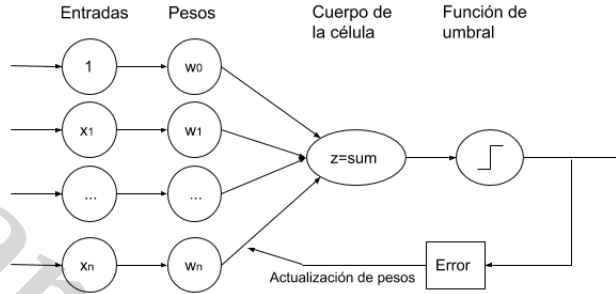 Entradas
Pesos
Cuerpo de
la célula
Función de
umbral
1
w0
x1
w1
z=sum
...
...
xn
wn
Error
Actualización de pesos